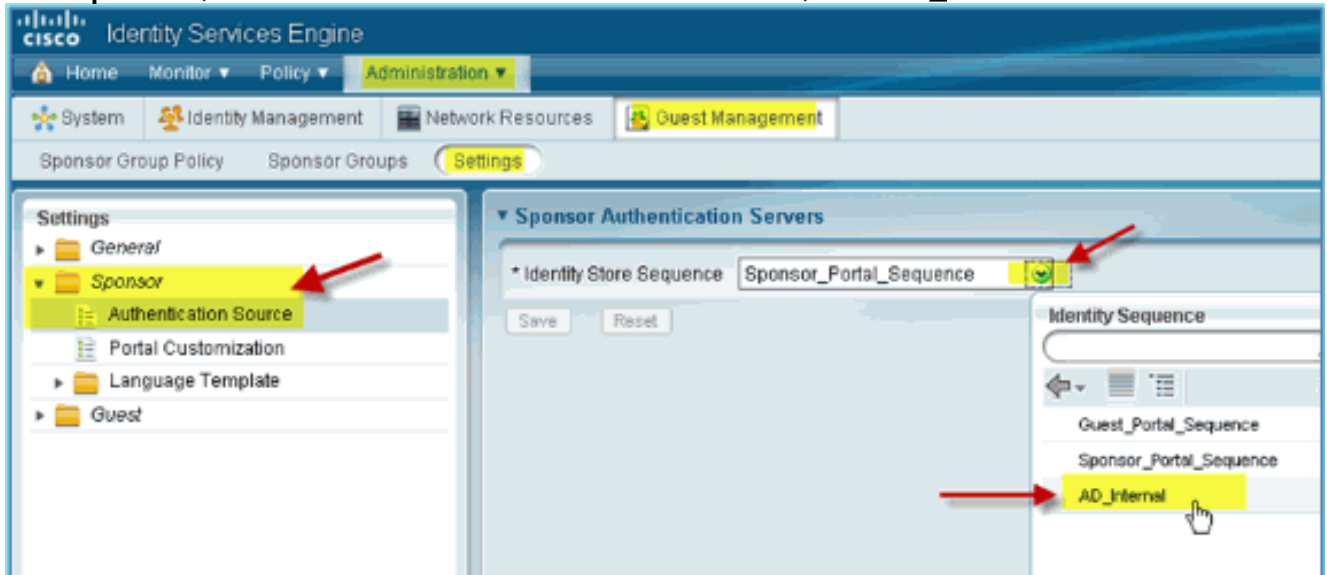 cisco Identity Services Engine
Home Monitor ▾ Policy ▾ Administration ▾
System Identity Management Network Resources Guest Management
Sponsor Group Policy Sponsor Groups Settings
Settings
General
Sponsor
Authentication Source
Portal Customization
Language Template
Guest
Sponsor Authentication Servers
* Identity Store Sequence Sponsor_Portal_Sequence
Save Reset
Identity Sequence
Guest_Portal_Sequence
Sponsor_Portal_Sequence
AD_Internal